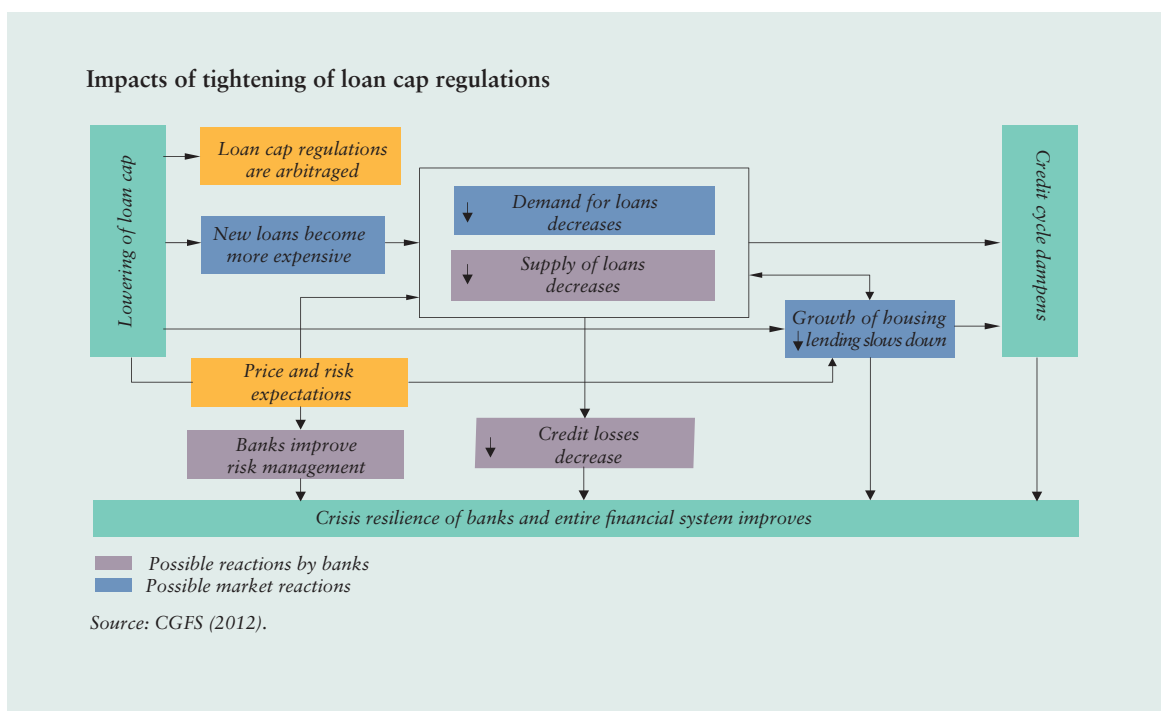 Impacts of tightening of loan cap regulations
Lowering of loan cap
Loan cap regulations
are arbitraged
New loans become
more expensive
Demand for loans
decreases
Supply of loans
decreases
Growth of housing
lending slows down
Credit cycle dampens
Price and risk
expectations
Banks improve
risk management
Credit losses
decrease
Crisis resilience of banks and entire financial system improves
Possible reactions by banks
Possible market reactions
Source: CGFS (2012).